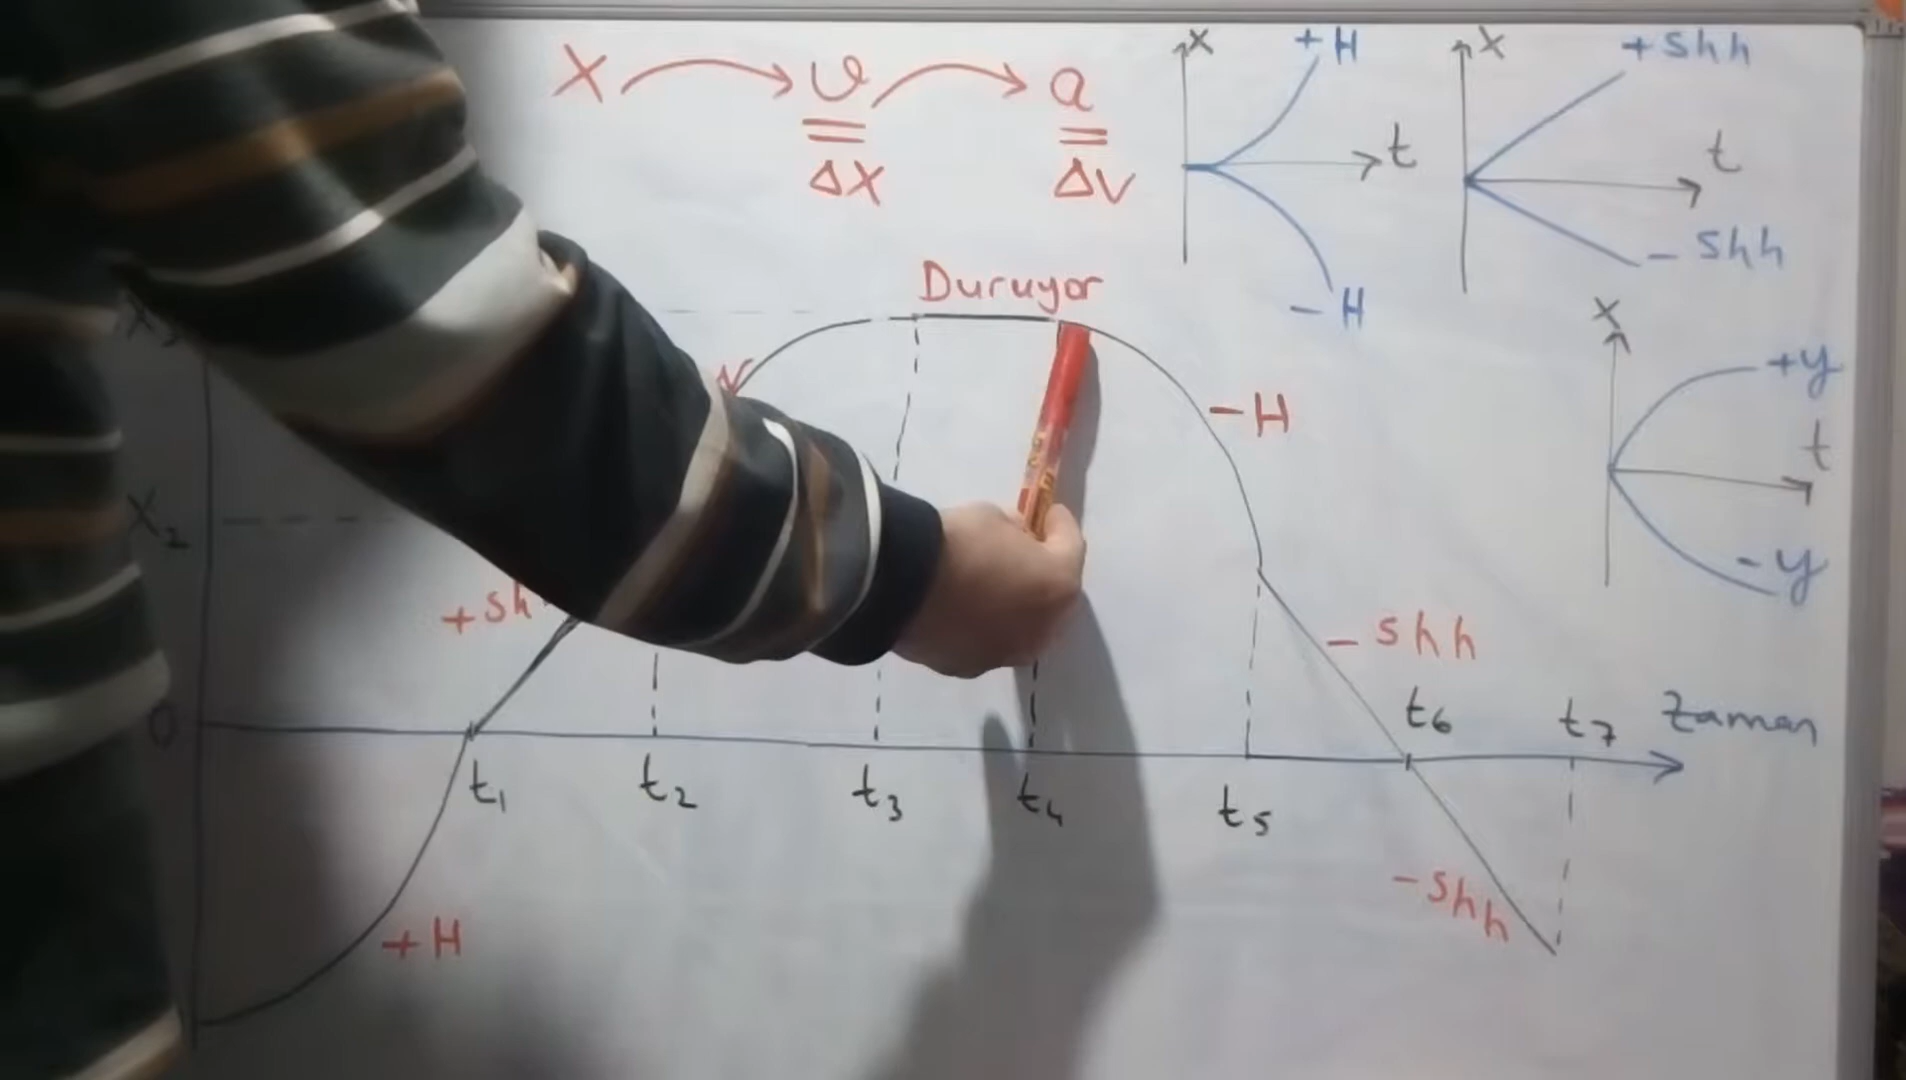 X υ a
ΔX ΔV
X
+H
t
-H
X
+shh
t
-shh
X
+y
t
-y
Duruyor
-H
X2
+sh
-shh
0
t1
t2
t3
t4
t5
t6
t7
Zaman
+H
-shh